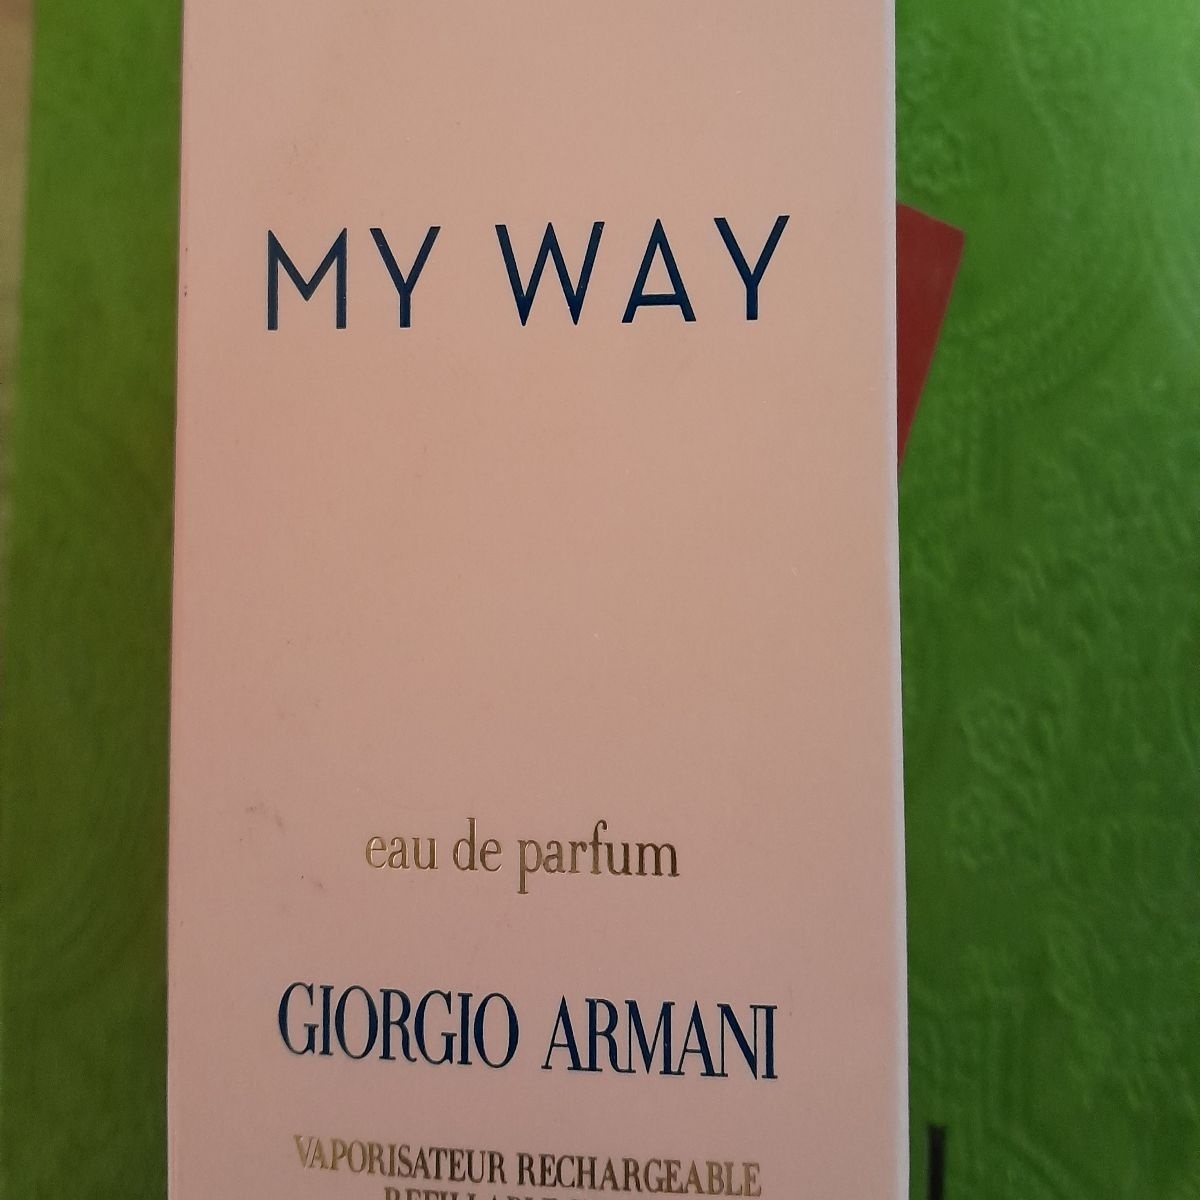 MY WAY
eau de parfum
GIORGIO ARMANI
VAPORISATEUR RECHARGEABLE